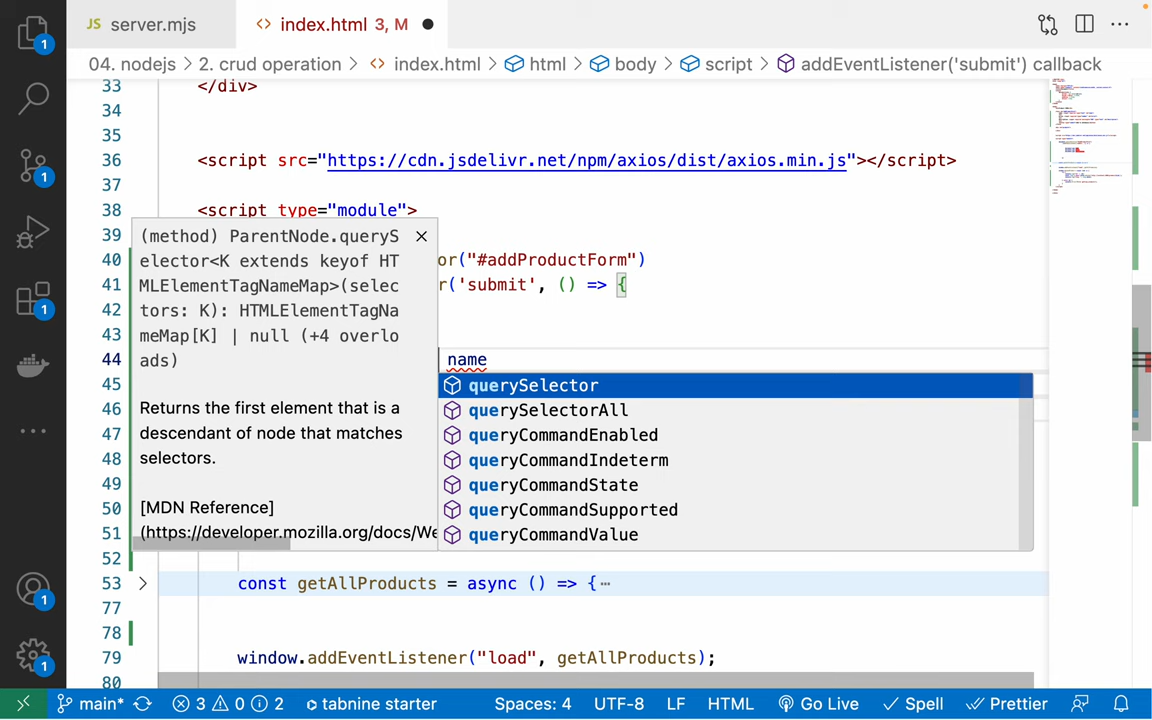 JS server.mjs
<> index.html 3, M ●
04. nodejs > 2. crud operation > <> index.html > html > body > script > addEventListener('submit') callback
33 </div>
34
35
36 <script src="https://cdn.jsdelivr.net/npm/axios/dist/axios.min.js"></script>
37
38 <script type="module">
39
40 or("#addProductForm")
41 r('submit', () => {
42
43
44 name
45
46
47
48
49
50
51
52
53 const getAllProducts = async () => {⋯
77
78
79 window.addEventListener("load", getAllProducts);
80
(method) ParentNode.queryS
elector<K extends keyof HT
MLElementTagNameMap>(selec
tors: K): HTMLElementTagNa
meMap[K] | null (+4 overlo
ads)
Returns the first element that is a
descendant of node that matches
selectors.
[MDN Reference]
(https://developer.mozilla.org/docs/We
querySelector
querySelectorAll
queryCommandEnabled
queryCommandIndeterm
queryCommandState
queryCommandSupported
queryCommandValue
1
1
1
1
1
main* 3 0 2 tabnine starter Spaces: 4 UTF-8 LF HTML Go Live Spell Prettier